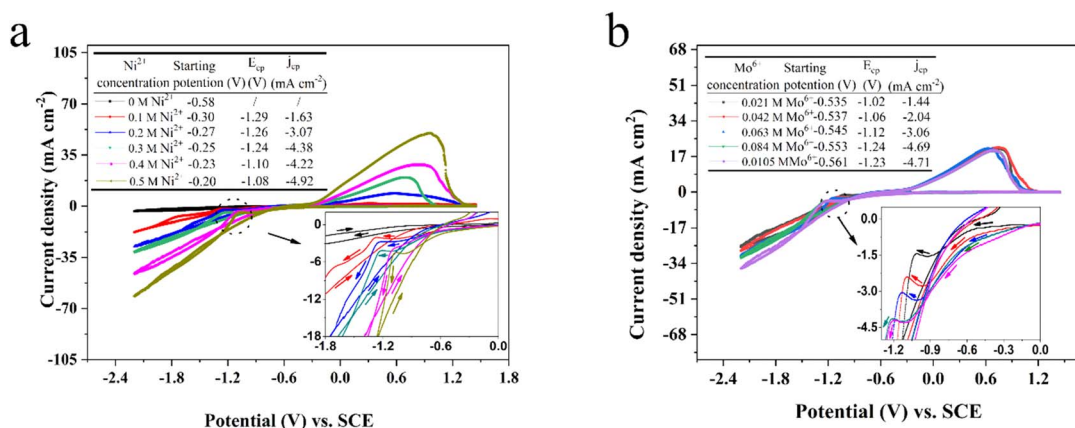 a
105
70
35
0
-35
-70
-105
Current density (mA cm-2)
Ni2+ Starting Ecp jcp
concentration potention (V) (V) (mA cm-2)
0 M Ni2+ -0.58 / /
0.1 M Ni2+ -0.30 -1.29 -1.63
0.2 M Ni2+ -0.27 -1.26 -3.07
0.3 M Ni2+ -0.25 -1.24 -4.38
0.4 M Ni2+ -0.23 -1.10 -4.22
0.5 M Ni2 -0.20 -1.08 -4.92
0
-6
-12
-18
-1.8 -1.2 -0.6 0.0
-2.4 -1.8 -1.2 -0.6 0.0 0.6 1.2 1.8
Potential (V) vs. SCE
b
68
51
34
17
0
-17
-34
-51
-68
Current density (mA cm2)
Mo6+ Starting Ecp jcp
concentration potention (V) (V) (mA cm-2)
0.021 M Mo6+ -0.535 -1.02 -1.44
0.042 M Mo6+ -0.537 -1.06 -2.04
0.063 M Mo6+ -0.545 -1.12 -3.06
0.084 M Mo6+ -0.553 -1.24 -4.69
0.0105 MMo6+ -0.561 -1.23 -4.71
0.0
-1.5
-3.0
-4.5
-1.2 -0.9 -0.6 -0.3 0.0
-2.4 -1.8 -1.2 -0.6 0.0 0.6 1.2
Potential (V) vs. SCE